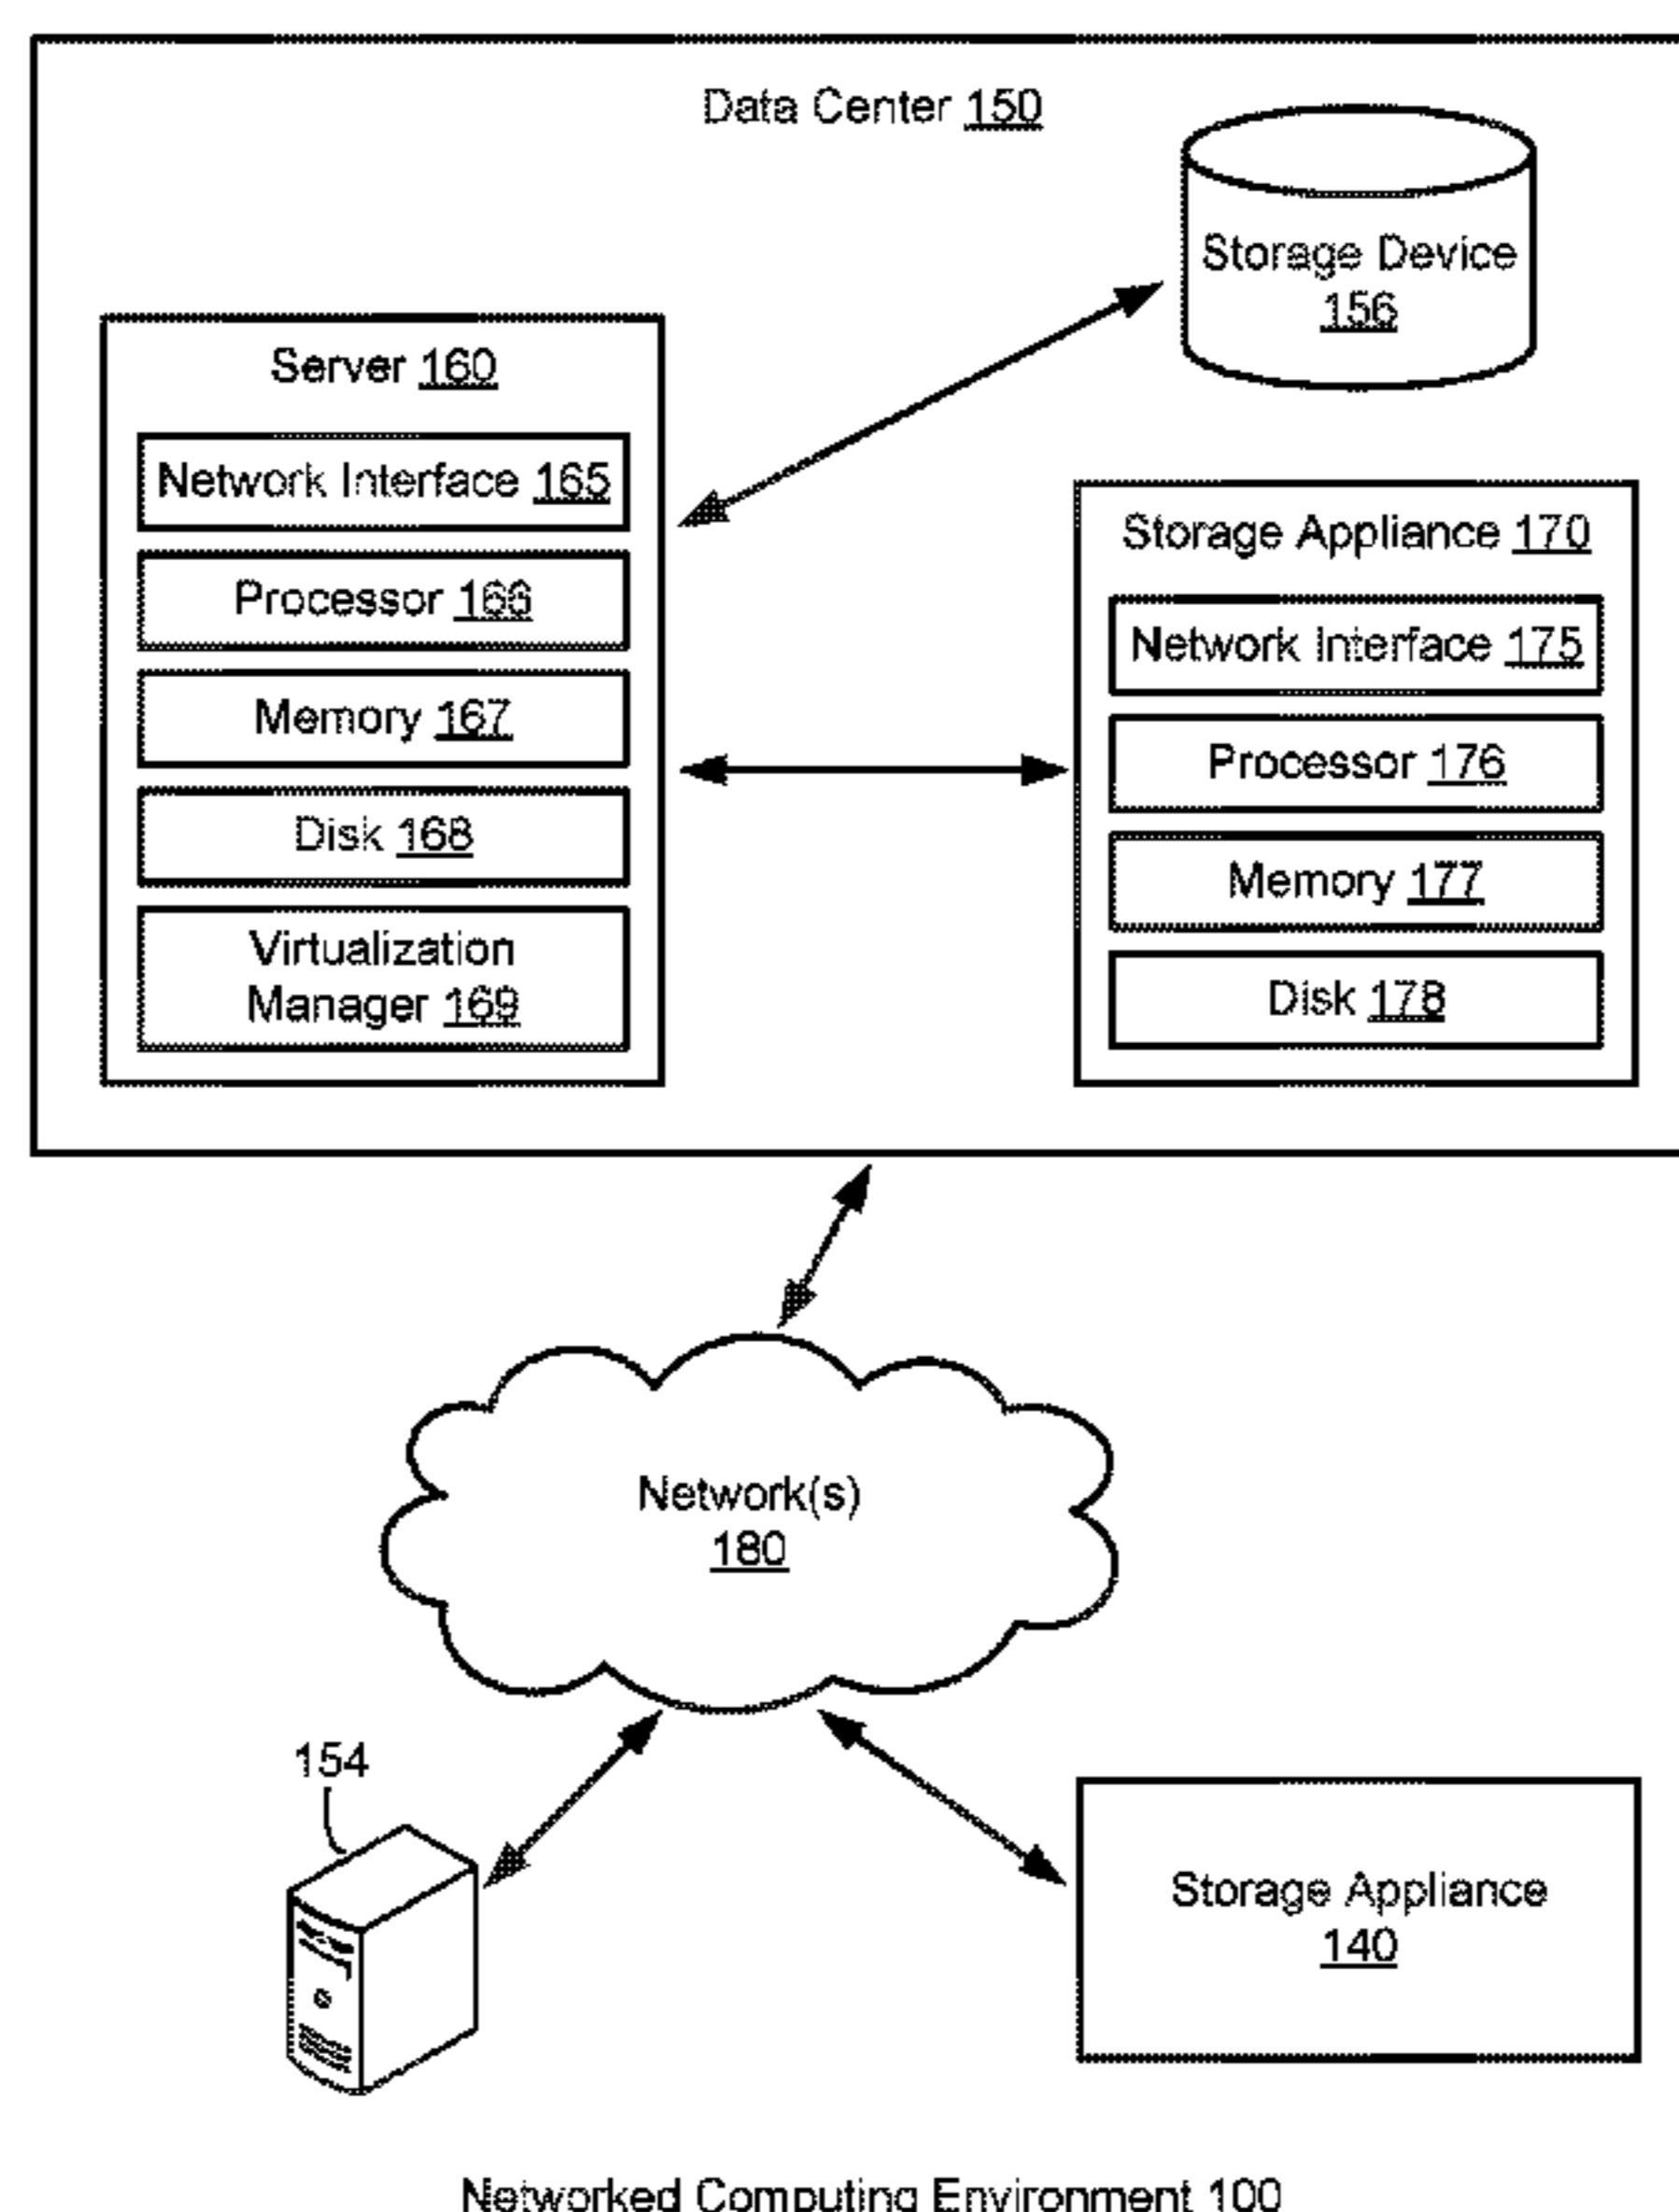 Data Center 150
Storage Device
156
Server 160
Network Interface 165
Processor 166
Memory 167
Disk 168
Virtualization
Manager 169
Storage Appliance 170
Network Interface 175
Processor 176
Memory 177
Disk 178
Network(s)
180
154
Storage Appliance
140
Networked Computing Environment 100